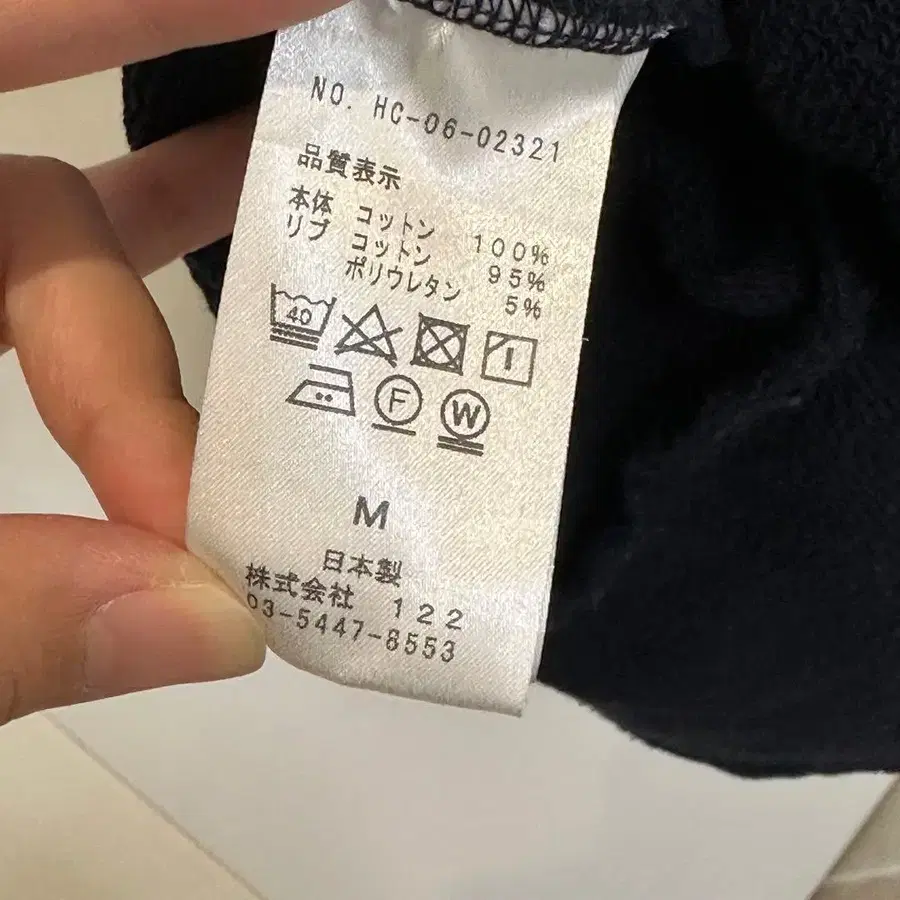 NO. HC-06-02321
品質表示
本体 コットン 100%
リブ コットン 95%
ポリウレタン 5%
40
F
W
M
日本製
株式会社 122
03-5447-8553